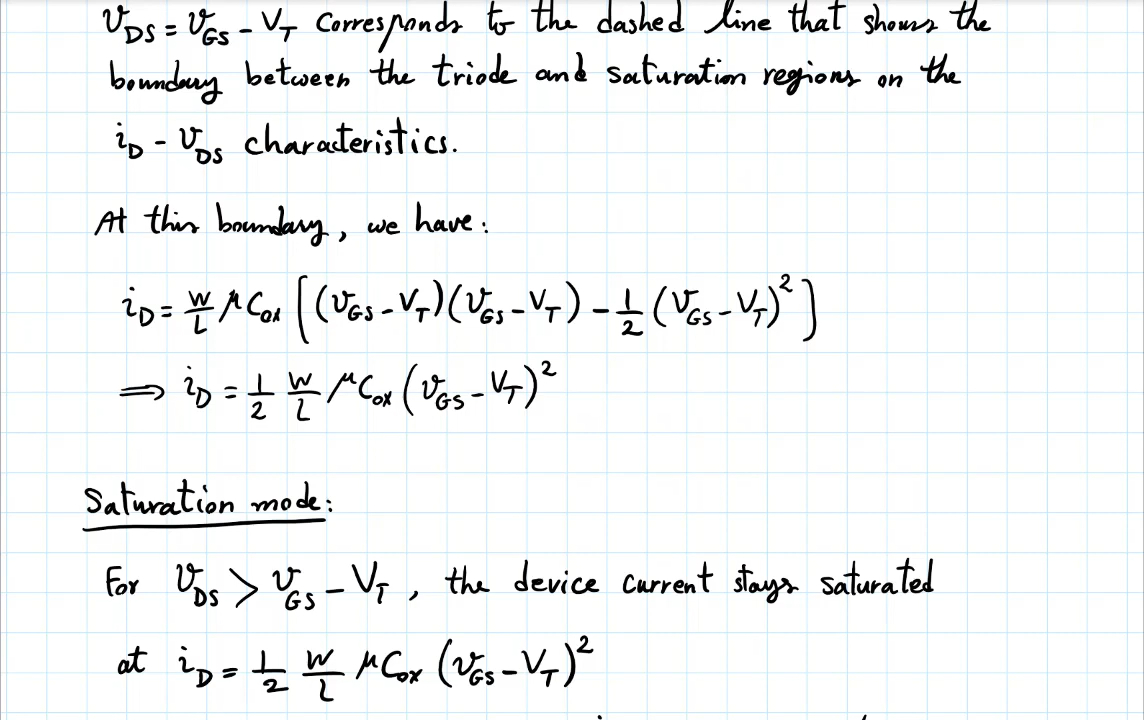 v_DS = v_GS - V_T corresponds to the dashed line that shows the
boundary between the triode and saturation regions on the
i_D - v_DS characteristics.
At this boundary, we have:
i_D = W/L μC_ox [(v_GS - V_T)(v_GS - V_T) - 1/2 (v_GS - V_T)²]
⟹ i_D = 1/2 W/L μC_ox (v_GS - V_T)²
Saturation mode:
For v_DS > v_GS - V_T, the device current stays saturated
at i_D = 1/2 W/L μC_ox (v_GS - V_T)²